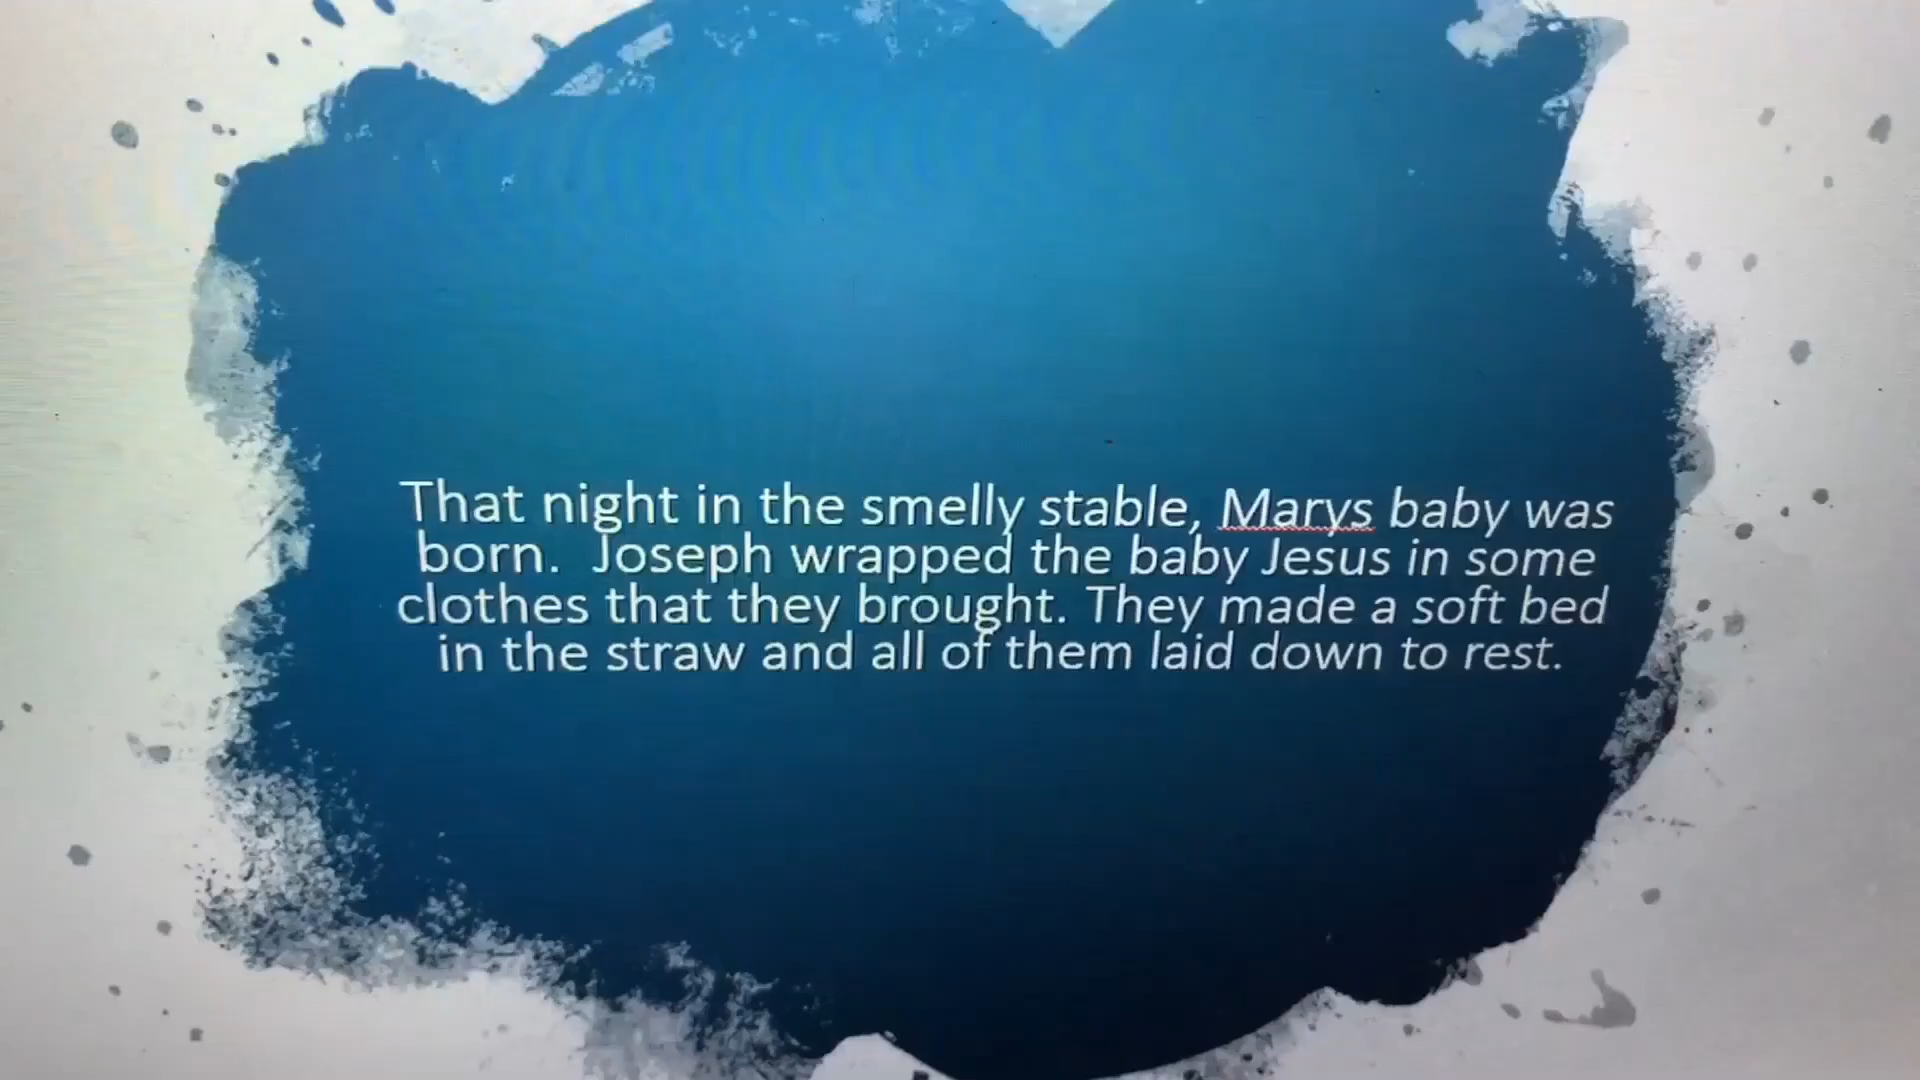 That night in the smelly stable, Marys baby was
born.  Joseph wrapped the baby Jesus in some
clothes that they brought. They made a soft bed
in the straw and all of them laid down to rest.